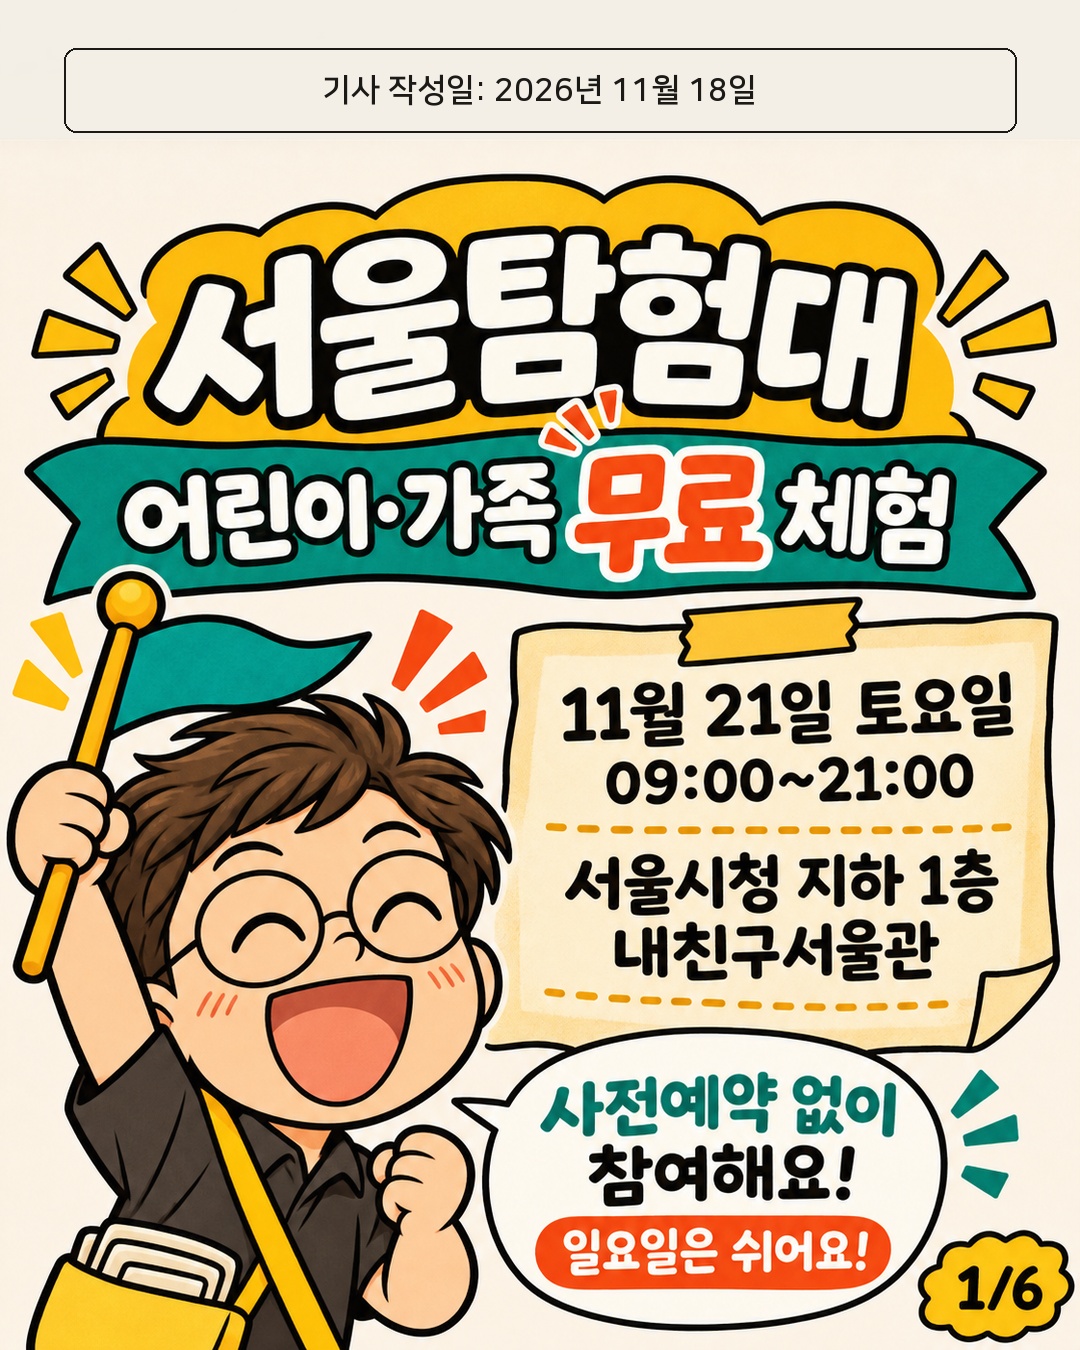 기사 작성일: 2026년 11월 18일
서울탐험대
어린이·가족 무료 체험
11월 21일 토요일
09:00~21:00
서울시청 지하 1층
내친구서울관
사전예약 없이
참여해요!
일요일은 쉬어요!
1/6